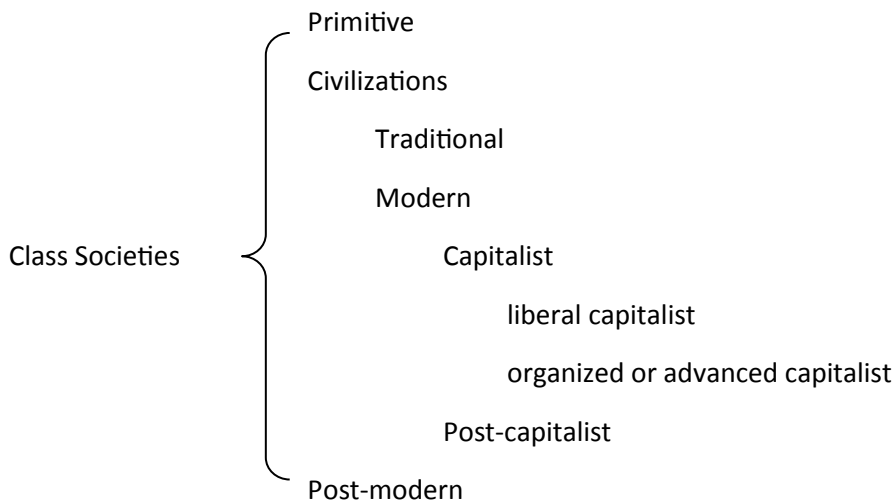 Primitive
Civilizations
Traditional
Modern
Class Societies
Capitalist
liberal capitalist
organized or advanced capitalist
Post-capitalist
Post-modern